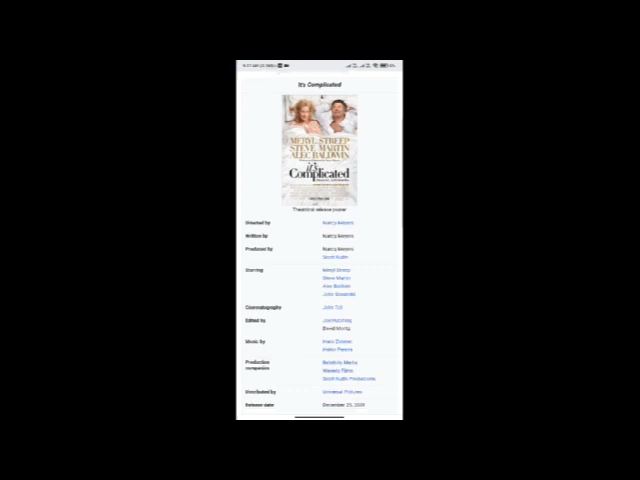 It's Complicated
MERYL STREEP
STEVE MARTIN
ALEC BALDWIN
it's
Complicated
Theatrical release poster
Directed by Nancy Meyers
Written by Nancy Meyers
Produced by Nancy Meyers
Scott Rudin
Starring Meryl Streep
Steve Martin
Alec Baldwin
John Krasinski
Cinematography John Toll
Edited by Joe Hutshing
David Moritz
Music by Hans Zimmer
Heitor Pereira
Production companies Relativity Media
Waverly Films
Scott Rudin Productions
Distributed by Universal Pictures
Release date December 25, 2009